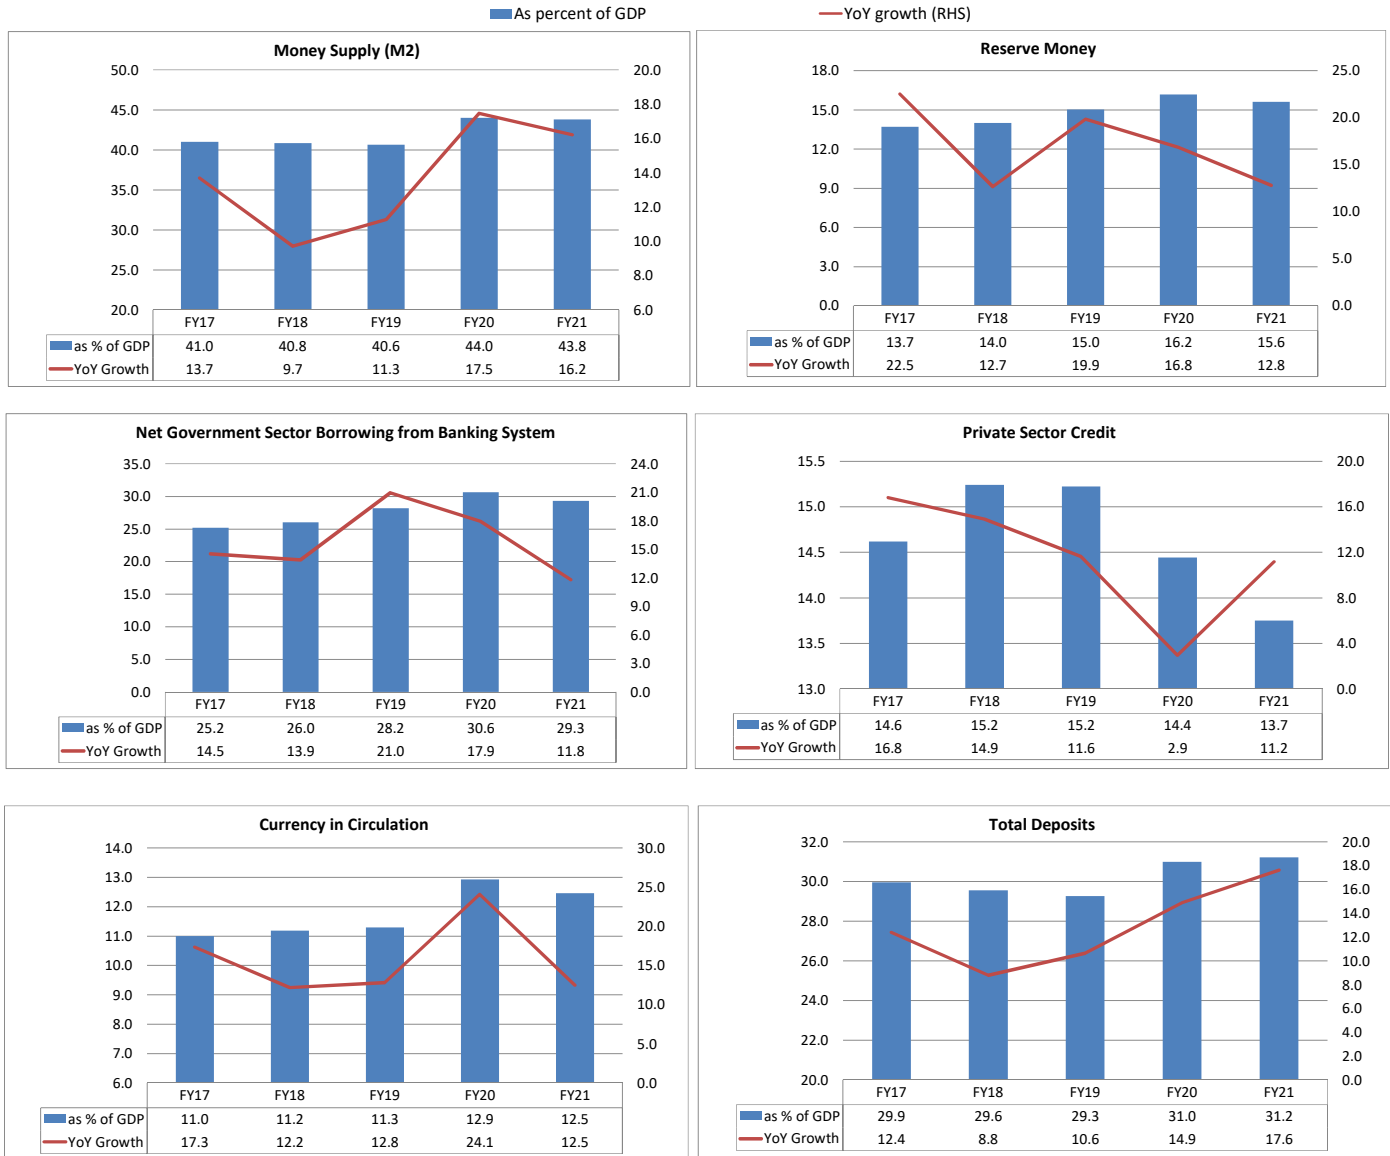 As percent of GDP YoY growth (RHS)
Money Supply (M2)
50.0 20.0
45.0 18.0
40.0 16.0
35.0 14.0
30.0 12.0
25.0 10.0
20.0 8.0
6.0
FY17 FY18 FY19 FY20 FY21
as % of GDP 41.0 40.8 40.6 44.0 43.8
YoY Growth 13.7 9.7 11.3 17.5 16.2
Reserve Money
18.0 25.0
15.0 20.0
12.0 15.0
9.0 10.0
6.0 5.0
3.0 0.0
0.0
FY17 FY18 FY19 FY20 FY21
as % of GDP 13.7 14.0 15.0 16.2 15.6
YoY Growth 22.5 12.7 19.9 16.8 12.8
Net Government Sector Borrowing from Banking System
35.0 24.0
30.0 21.0
25.0 18.0
20.0 15.0
15.0 12.0
10.0 9.0
5.0 6.0
0.0 3.0
0.0
FY17 FY18 FY19 FY20 FY21
as % of GDP 25.2 26.0 28.2 30.6 29.3
YoY Growth 14.5 13.9 21.0 17.9 11.8
Private Sector Credit
15.5 20.0
15.0 16.0
14.5 12.0
14.0 8.0
13.5 4.0
13.0 0.0
FY17 FY18 FY19 FY20 FY21
as % of GDP 14.6 15.2 15.2 14.4 13.7
YoY Growth 16.8 14.9 11.6 2.9 11.2
Currency in Circulation
14.0 30.0
13.0 25.0
12.0 20.0
11.0 15.0
10.0 10.0
9.0 5.0
8.0 0.0
7.0
6.0
FY17 FY18 FY19 FY20 FY21
as % of GDP 11.0 11.2 11.3 12.9 12.5
YoY Growth 17.3 12.2 12.8 24.1 12.5
Total Deposits
32.0 20.0
30.0 18.0
28.0 16.0
26.0 14.0
24.0 12.0
22.0 10.0
20.0 8.0
6.0
4.0
2.0
0.0
FY17 FY18 FY19 FY20 FY21
as % of GDP 29.9 29.6 29.3 31.0 31.2
YoY Growth 12.4 8.8 10.6 14.9 17.6